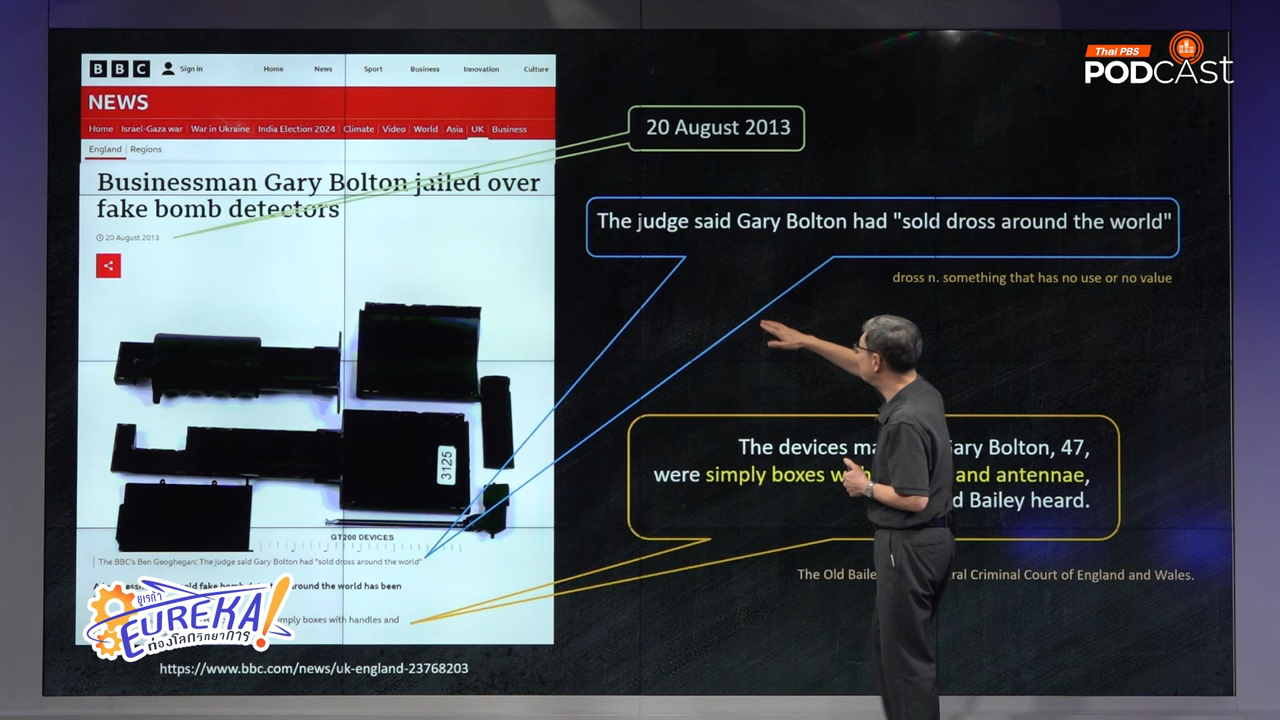 BBC
Sign in
Home News Sport Business Innovation Culture
NEWS
Home Israel-Gaza war War in Ukraine India Election 2024 Climate Video World Asia UK Business
England Regions
Businessman Gary Bolton jailed over
fake bomb detectors
20 August 2013
3125
GT200 DEVICES
The BBC's Ben Geoghegan: The judge said Gary Bolton had "sold dross around the world"
fake bomb around the world has been
simply boxes with handles and
https://www.bbc.com/news/uk-england-23768203
ยูเรก้า
EUREKA!
ท่องโลกวิทยาการ
Thai PBS
PODCAST
20 August 2013
The judge said Gary Bolton had "sold dross around the world"
dross n. something that has no use or no value
The devices Gary Bolton, 47,
were simply boxes and antennae,
Bailey heard.
The Old Criminal Court of England and Wales.